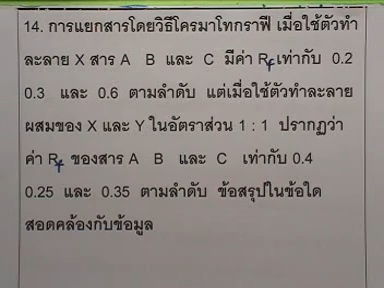 14. การแยกสารโดยวิธีโครมาโทกราฟี เมื่อใช้ตัวทำ
ละลาย X สาร A B และ C มีค่า Rf เท่ากับ 0.2
0.3 และ 0.6 ตามลำดับ แต่เมื่อใช้ตัวทำละลาย
ผสมของ X และ Y ในอัตราส่วน 1 : 1 ปรากฏว่า
ค่า Rf ของสาร A B และ C เท่ากับ 0.4
0.25 และ 0.35 ตามลำดับ ข้อสรุปในข้อใด
สอดคล้องกับข้อมูล